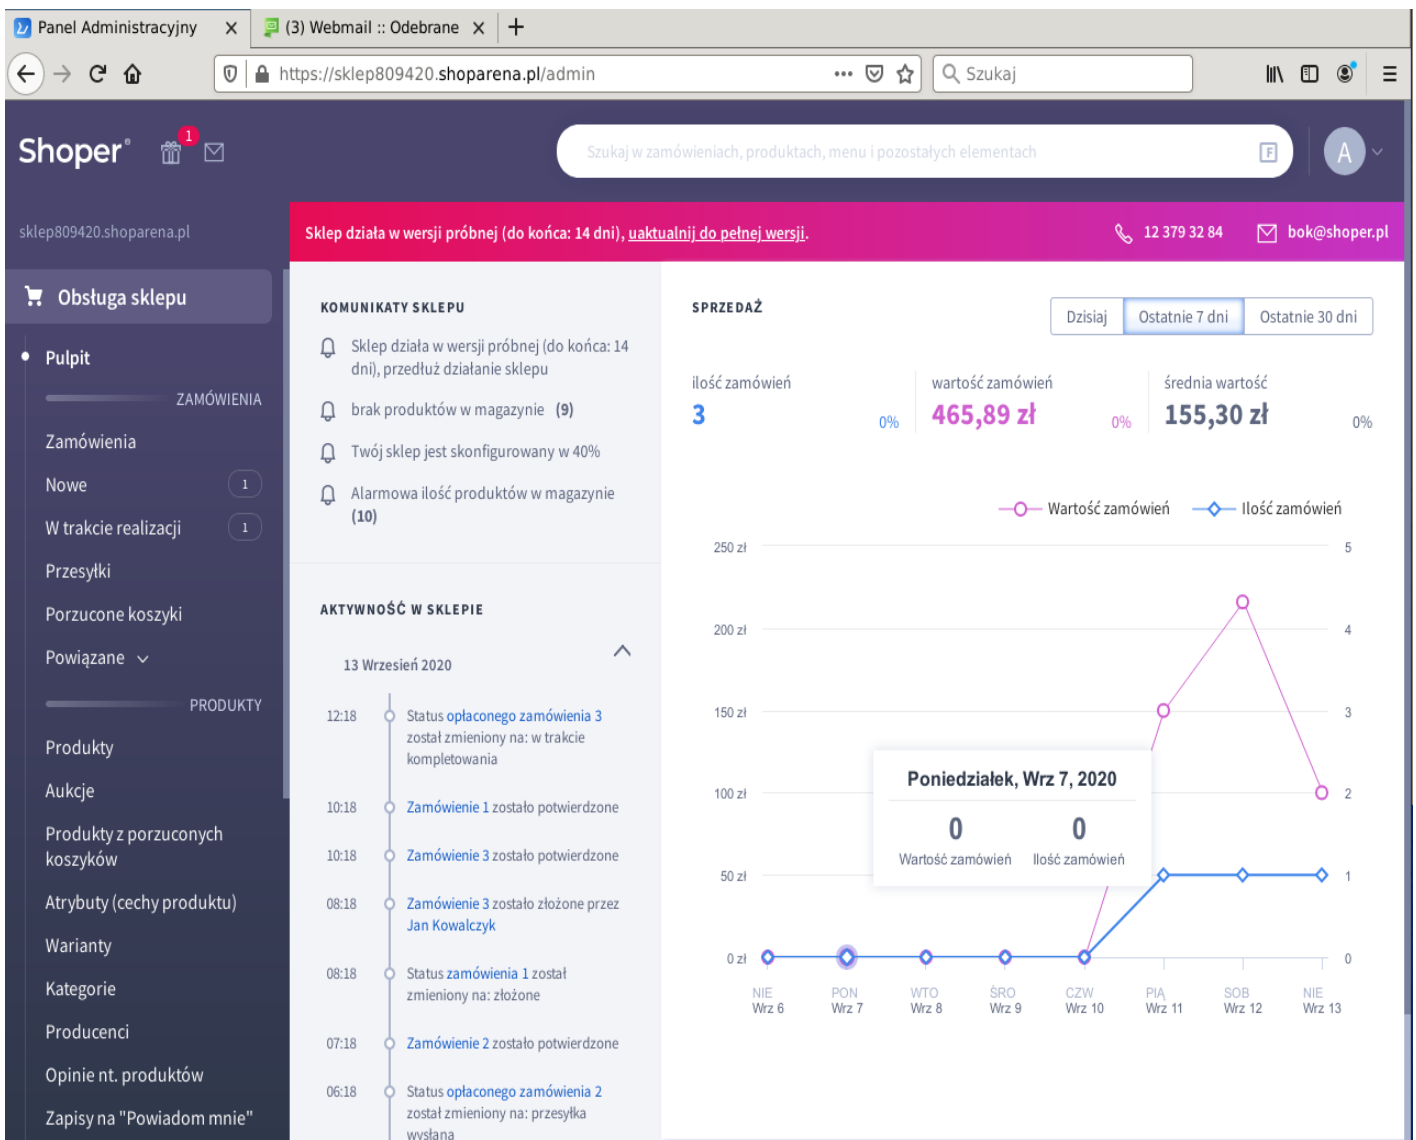 Panel Administracyjny
(3) Webmail :: Odebrane
https://sklep809420.shoparena.pl/admin
Szukaj
Shoper
1
Szukaj w zamówieniach, produktach, menu i pozostałych elementach
F
A
sklep809420.shoparena.pl
Sklep działa w wersji próbnej (do końca: 14 dni), uaktualnij do pełnej wersji.
12 379 32 84
bok@shoper.pl
Obsługa sklepu
Pulpit
ZAMÓWIENIA
Zamówienia
Nowe 1
W trakcie realizacji 1
Przesyłki
Porzucone koszyki
Powiązane
PRODUKTY
Produkty
Aukcje
Produkty z porzuconych
koszyków
Atrybuty (cechy produktu)
Warianty
Kategorie
Producenci
Opinie nt. produktów
Zapisy na "Powiadom mnie"
KOMUNIKATY SKLEPU
Sklep działa w wersji próbnej (do końca: 14
dni), przedłuż działanie sklepu
brak produktów w magazynie (9)
Twój sklep jest skonfigurowany w 40%
Alarmowa ilość produktów w magazynie
(10)
AKTYWNOŚĆ W SKLEPIE
13 Wrzesień 2020
12:18 Status opłaconego zamówienia 3
został zmieniony na: w trakcie
kompletowania
10:18 Zamówienie 1 zostało potwierdzone
10:18 Zamówienie 3 zostało potwierdzone
08:18 Zamówienie 3 zostało złożone przez
Jan Kowalczyk
08:18 Status zamówienia 1 został
zmieniony na: złożone
07:18 Zamówienie 2 zostało potwierdzone
06:18 Status opłaconego zamówienia 2
został zmieniony na: przesyłka
wysłana
SPRZEDAŻ
Dzisiaj
Ostatnie 7 dni
Ostatnie 30 dni
ilość zamówień
3 0%
wartość zamówień
465,89 zł 0%
średnia wartość
155,30 zł 0%
Wartość zamówień
Ilość zamówień
250 zł 5
200 zł 4
150 zł 3
100 zł 2
50 zł 1
0 zł 0
Poniedziałek, Wrz 7, 2020
0 0
Wartość zamówień Ilość zamówień
NIE PON WTO ŚRO CZW PIĄ SOB NIE
Wrz 6 Wrz 7 Wrz 8 Wrz 9 Wrz 10 Wrz 11 Wrz 12 Wrz 13